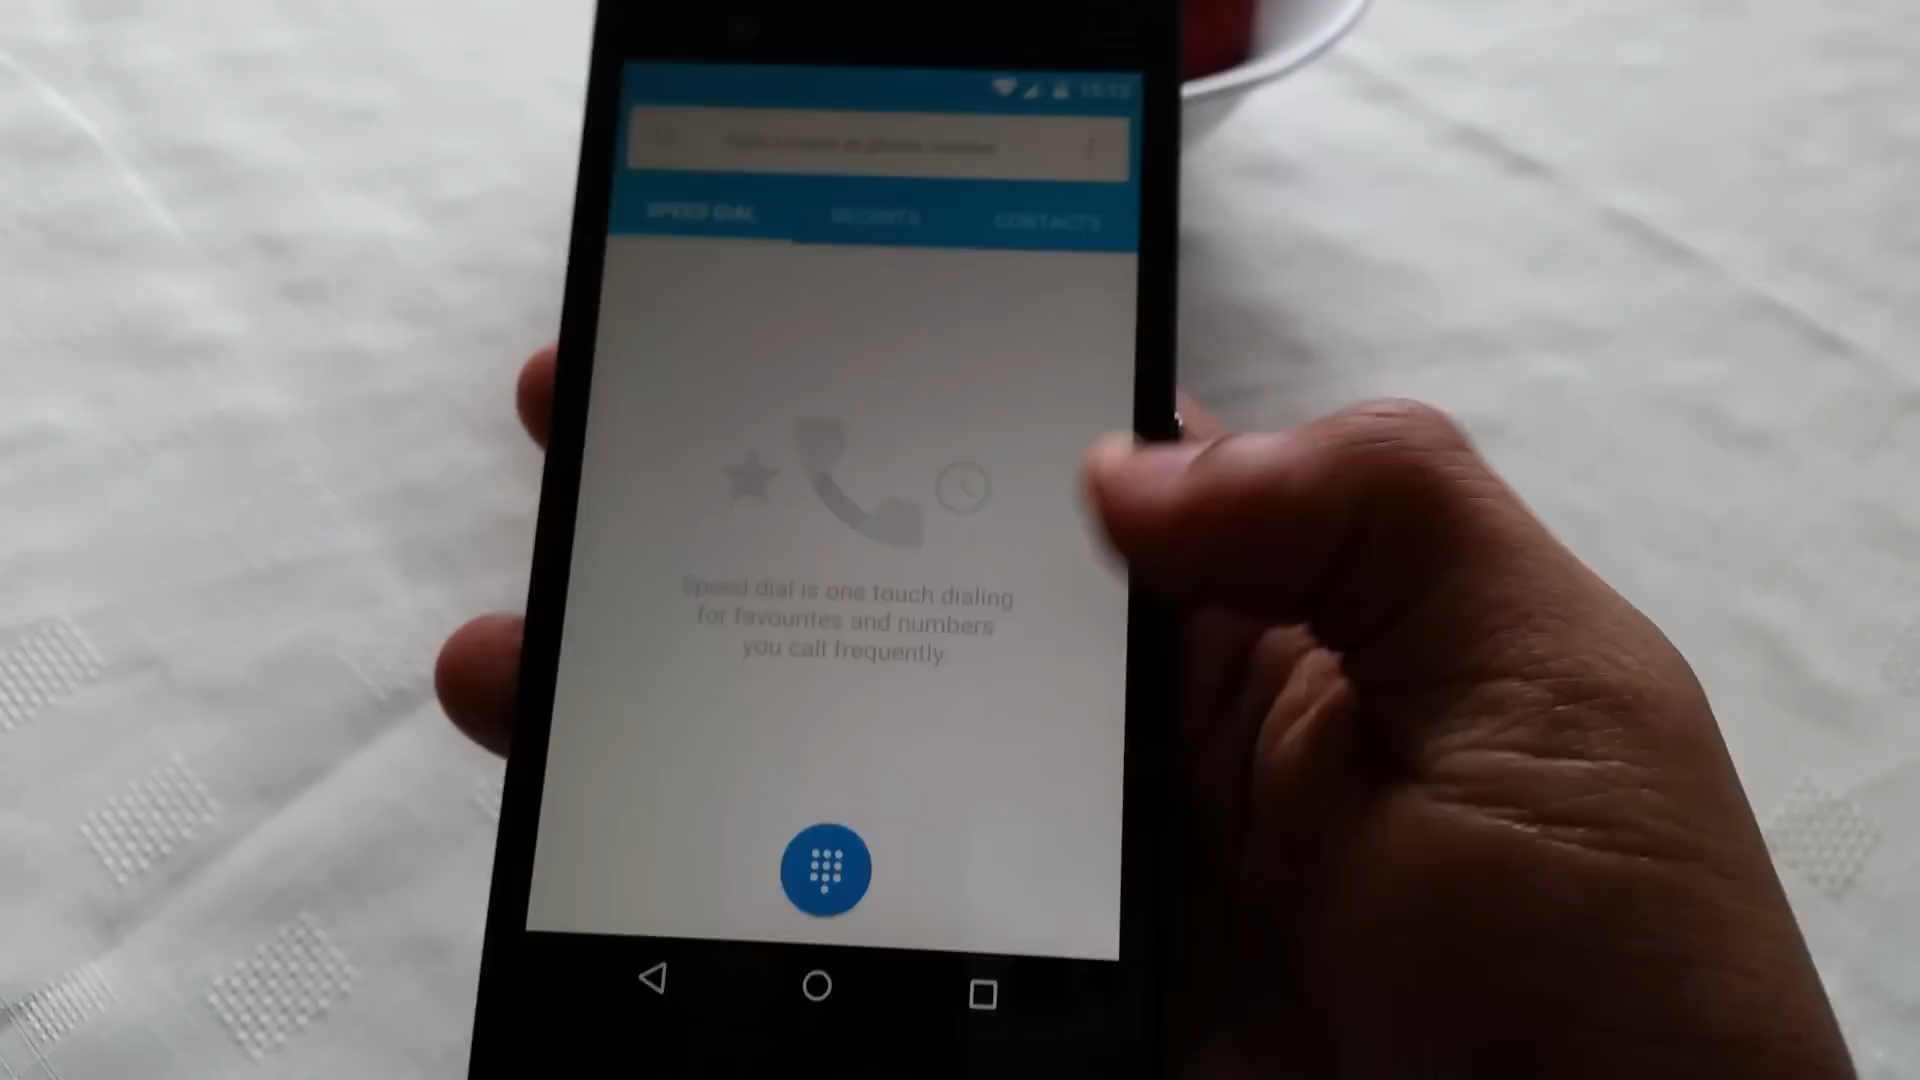 SPEED DIAL
RECENTS
CONTACTS
Speed dial is one touch dialing
for favourites and numbers
you call frequently